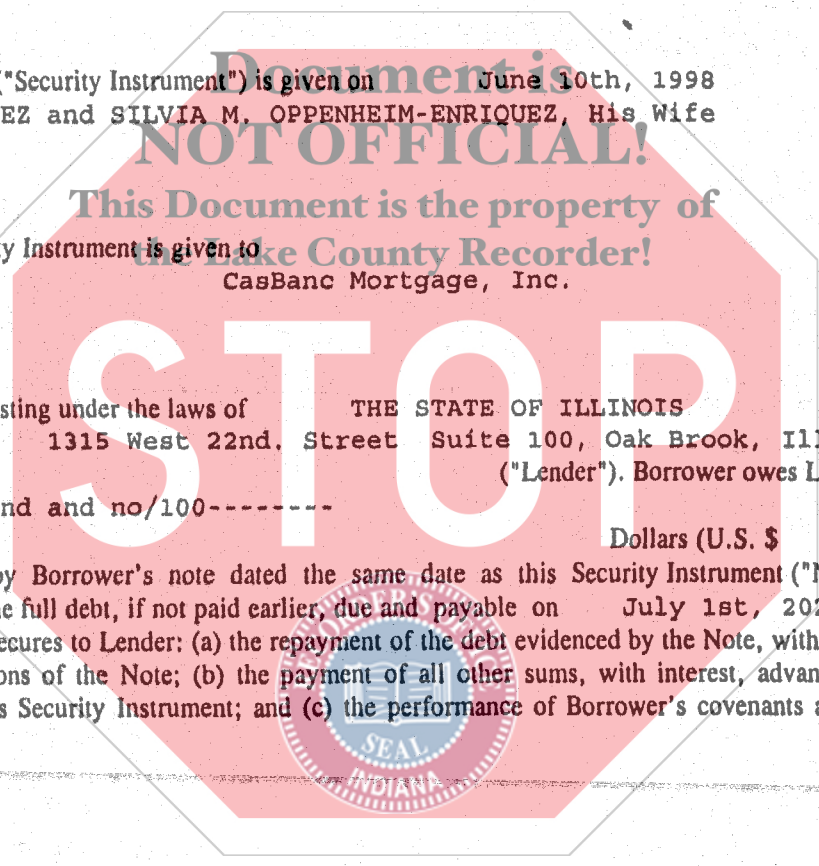 Document is
("Security Instrument") is given on June 10th, 1998
EZ and SILVIA M. OPPENHEIM-ENRIQUEZ, His Wife
NOT OFFICIAL!
This Document is the property of
y Instrument is given to
the Lake County Recorder!
CasBanc Mortgage, Inc.
STOP
sting under the laws of THE STATE OF ILLINOIS
1315 West 22nd. Street Suite 100, Oak Brook, Ill
("Lender"). Borrower owes L
nd and no/100--------
Dollars (U.S. $
by Borrower's note dated the same date as this Security Instrument ("N
e full debt, if not paid earlier, due and payable on July 1st, 202
ecures to Lender: (a) the repayment of the debt evidenced by the Note, with
ons of the Note; (b) the payment of all other sums, with interest, advan
s Security Instrument; and (c) the performance of Borrower's covenants a
RECORDER'S OFFICE
SEAL
INDIANA